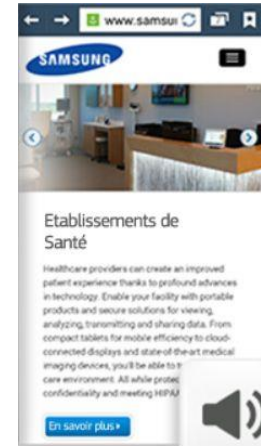 www.samsu
SAMSUNG
Etablissements de
Santé
Healthcare providers can create an improved
patient experience thanks to profound advances
in technology. Enable your facility with portable
products and secure solutions for viewing,
analyzing, transmitting and sharing data. From
compact tablets for mobile efficiency to cloud-
connected displays and state-of-the-art medical
imaging devices, you'll be able to
care environment. All while
confidentiality and meeting
En savoir plus